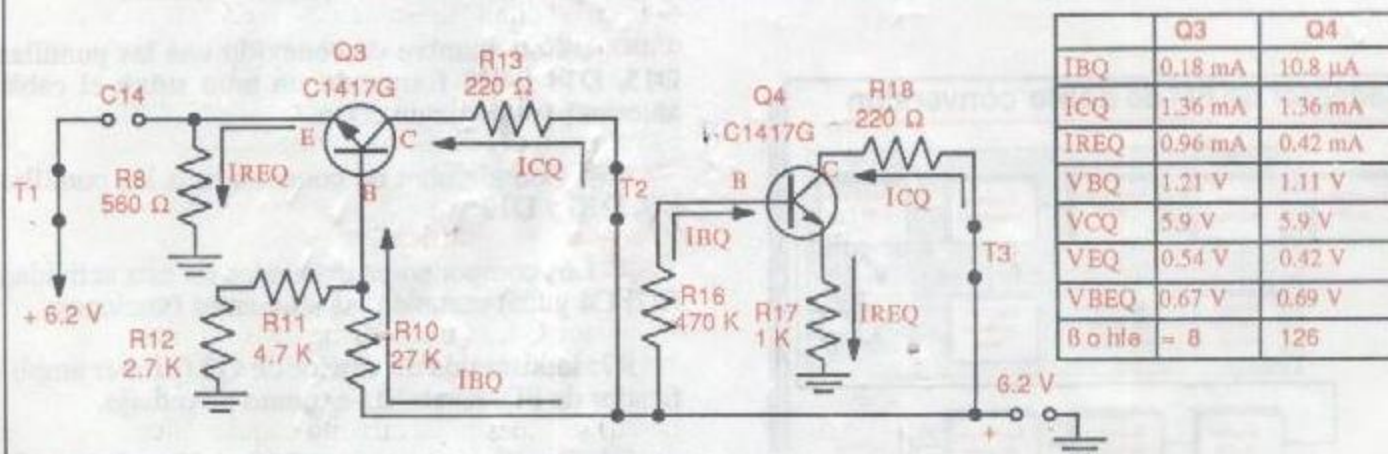 Q3
C1417G
C14
E
C
B
R13
220 Ω
ICQ
IREQ
R8
560 Ω
T1
+ 6.2 V
T2
R12
2.7 K
R11
4.7 K
R10
27 K
IBQ
Q4
C1417G
B
C
R18
220 Ω
ICQ
IBQ
T3
R16
470 K
R17
1 K
IREQ
6.2 V
+
Q3 Q4
IBQ 0.18 mA 10.8 µA
ICQ 1.36 mA 1.36 mA
IREQ 0.96 mA 0.42 mA
VBQ 1.21 V 1.11 V
VCQ 5.9 V 5.9 V
VEQ 0.54 V 0.42 V
VBEQ 0.67 V 0.69 V
β o hfe = 8 126